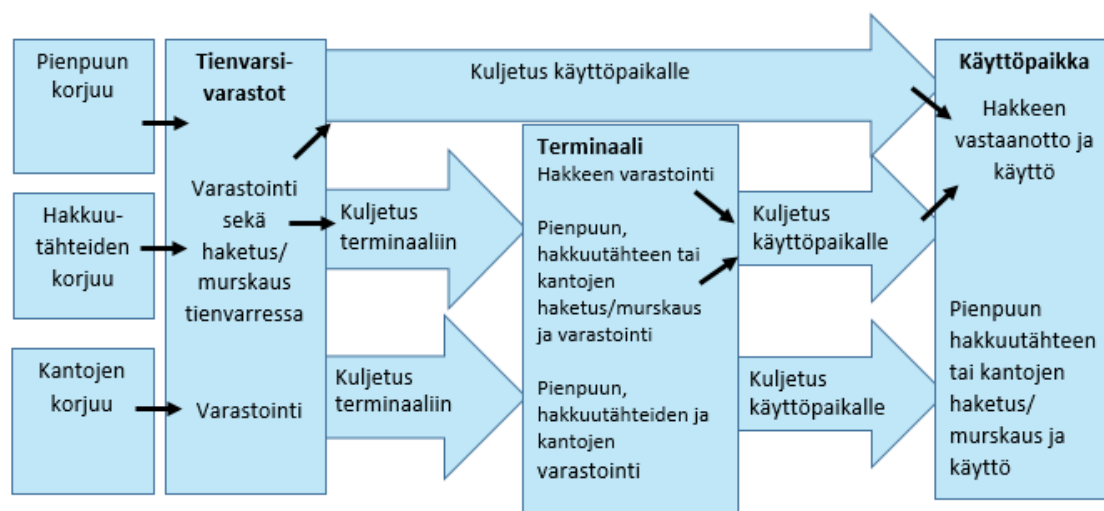 Pienpuun
korjuu
Hakkuu-
tähteiden
korjuu
Kantojen
korjuu
Tienvarsi-
varastot
Varastointi
sekä
haketus/
murskaus
tienvarressa
Varastointi
Kuljetus käyttöpaikalle
Kuljetus
terminaaliin
Kuljetus
terminaaliin
Terminaali
Hakkeen varastointi
Pienpuun,
hakkuutähteen tai
kantojen
haketus/murskaus
ja varastointi
Pienpuun,
hakkuutähteiden ja
kantojen
varastointi
Kuljetus
käyttöpaikalle
Kuljetus
käyttöpaikalle
Käyttöpaikka
Hakkeen
vastaanotto ja
käyttö
Pienpuun
hakkuutähteen
tai kantojen
haketus/
murskaus ja
käyttö